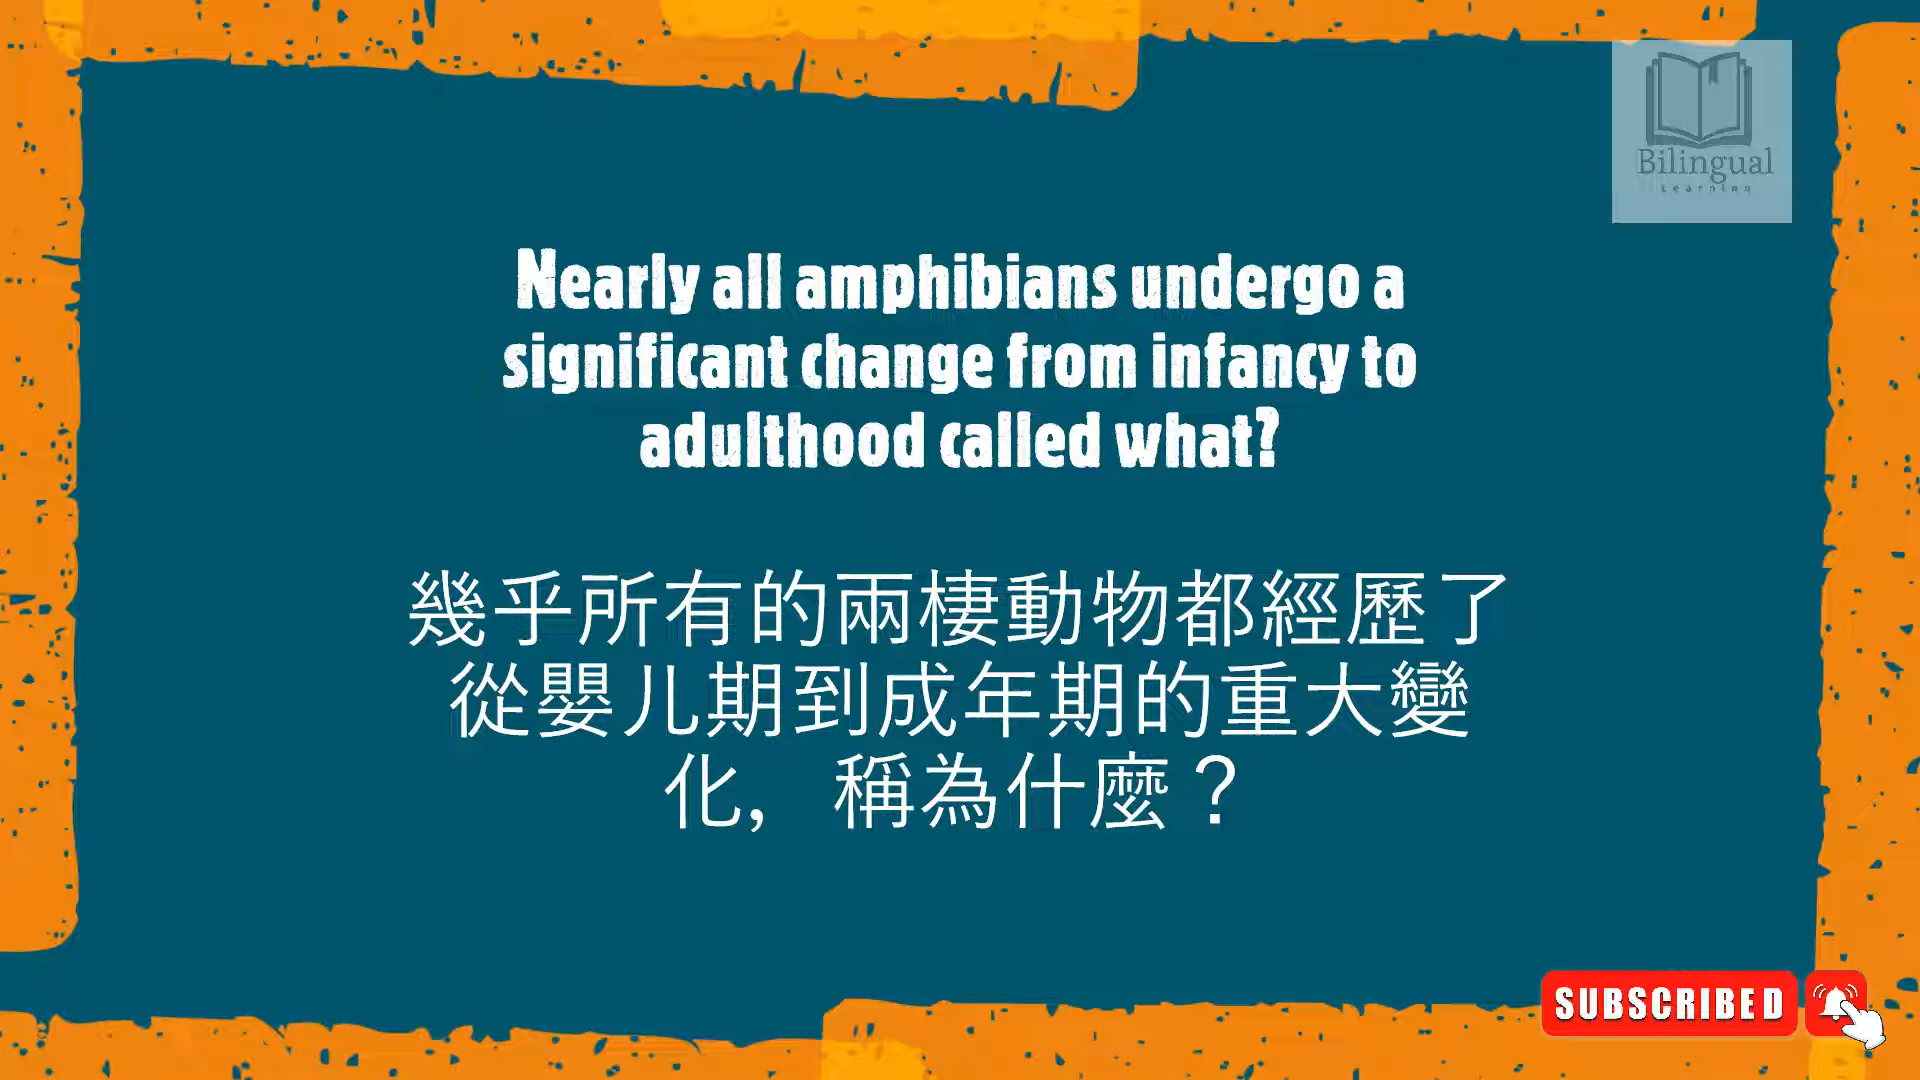 Bilingual
Learning
Nearly all amphibians undergo a
significant change from infancy to
adulthood called what?
幾乎所有的兩棲動物都經歷了
從嬰儿期到成年期的重大變
化，稱為什麼？
SUBSCRIBED